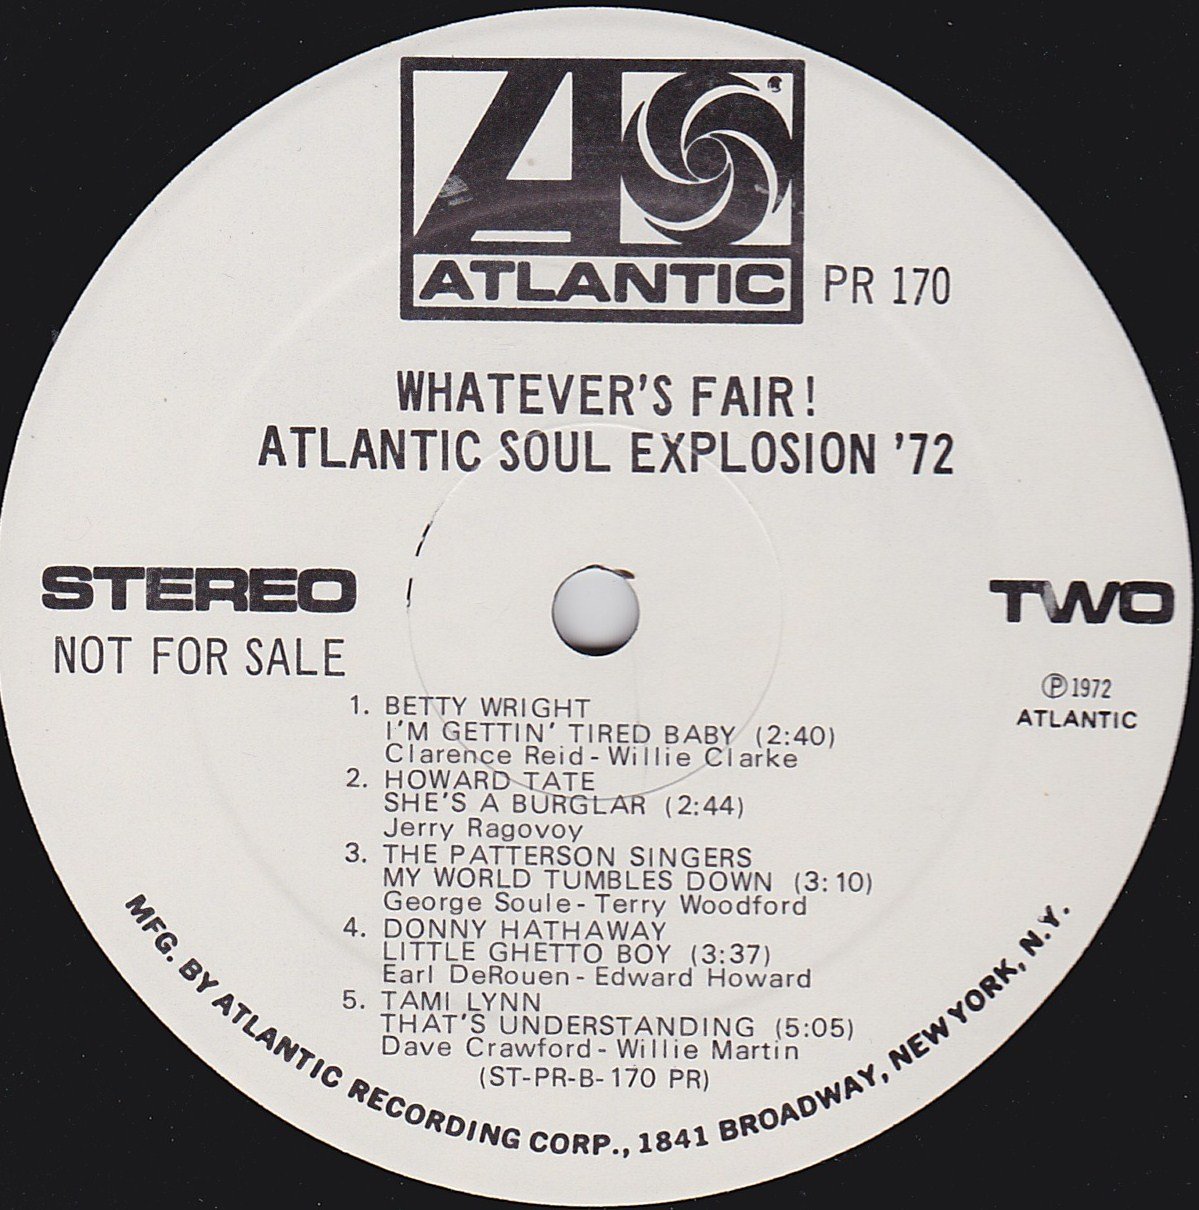 ATLANTIC
PR 170
WHATEVER'S FAIR!
ATLANTIC SOUL EXPLOSION '72
STEREO
NOT FOR SALE
TWO
Ⓟ1972
ATLANTIC
1. BETTY WRIGHT
I'M GETTIN' TIRED BABY (2:40)
Clarence Reid - Willie Clarke
2. HOWARD TATE
SHE'S A BURGLAR (2:44)
Jerry Ragovoy
3. THE PATTERSON SINGERS
MY WORLD TUMBLES DOWN (3:10)
George Soule - Terry Woodford
4. DONNY HATHAWAY
LITTLE GHETTO BOY (3:37)
Earl DeRouen - Edward Howard
5. TAMI LYNN
THAT'S UNDERSTANDING (5:05)
Dave Crawford - Willie Martin
(ST-PR-B-170 PR)
MFG. BY ATLANTIC RECORDING CORP., 1841 BROADWAY, NEW YORK, N.Y.